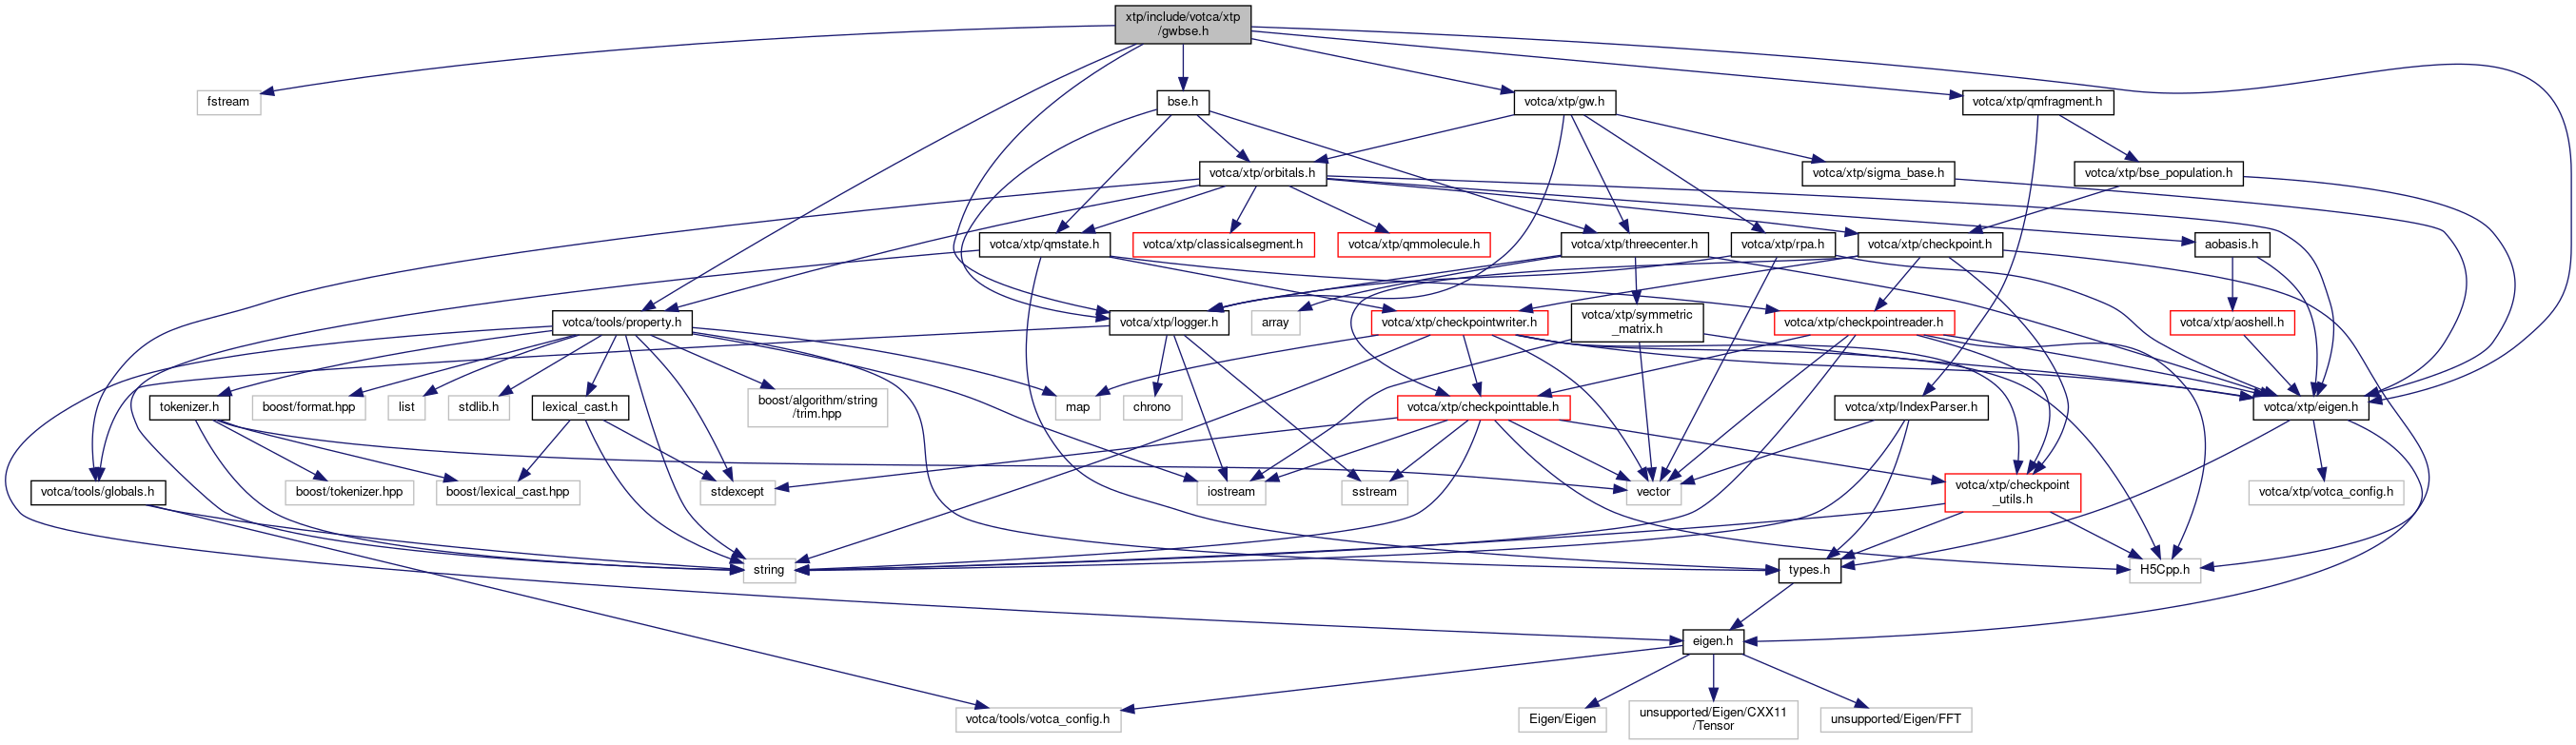 xtp/include/votca/xtp
/gwbse.h
fstream
bse.h
votca/xtp/gw.h
votca/xtp/qmfragment.h
votca/xtp/orbitals.h
votca/xtp/sigma_base.h
votca/xtp/bse_population.h
votca/xtp/qmstate.h
votca/xtp/classicalsegment.h
votca/xtp/qmmolecule.h
votca/xtp/threecenter.h
votca/xtp/rpa.h
votca/xtp/checkpoint.h
aobasis.h
votca/tools/property.h
votca/xtp/logger.h
array
votca/xtp/checkpointwriter.h
votca/xtp/symmetric
_matrix.h
votca/xtp/checkpointreader.h
votca/xtp/aoshell.h
tokenizer.h
boost/format.hpp
list
stdlib.h
lexical_cast.h
boost/algorithm/string
/trim.hpp
map
chrono
votca/xtp/checkpointtable.h
votca/xtp/IndexParser.h
votca/xtp/eigen.h
votca/tools/globals.h
boost/tokenizer.hpp
boost/lexical_cast.hpp
stdexcept
iostream
sstream
vector
votca/xtp/checkpoint
_utils.h
votca/xtp/votca_config.h
string
types.h
H5Cpp.h
eigen.h
votca/tools/votca_config.h
Eigen/Eigen
unsupported/Eigen/CXX11
/Tensor
unsupported/Eigen/FFT